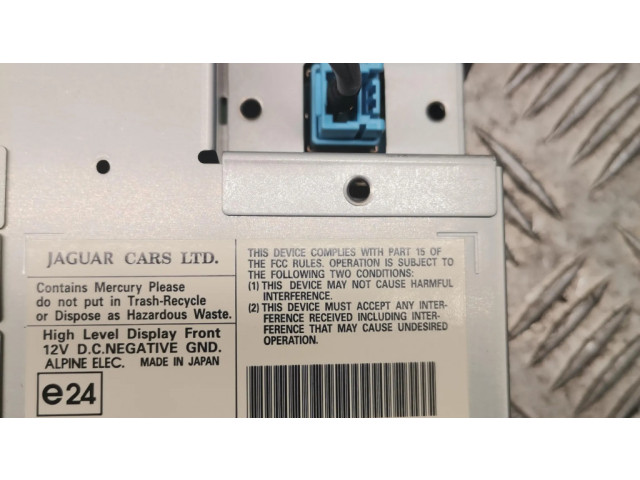 JAGUAR CARS LTD.
Contains Mercury Please
do not put in Trash-Recycle
or Dispose as Hazardous Waste.
High Level Display Front
12V D.C.NEGATIVE GND.
ALPINE ELEC. MADE IN JAPAN
e24
THIS DEVICE COMPLIES WITH PART 15 OF
THE FCC RULES. OPERATION IS SUBJECT TO
THE FOLLOWING TWO CONDITIONS:
(1) THIS DEVICE MAY NOT CAUSE HARMFUL
INTERFERENCE.
(2) THIS DEVICE MUST ACCEPT ANY INTER-
FERENCE RECEIVED INCLUDING INTER-
FERENCE THAT MAY CAUSE UNDESIRED
OPERATION.